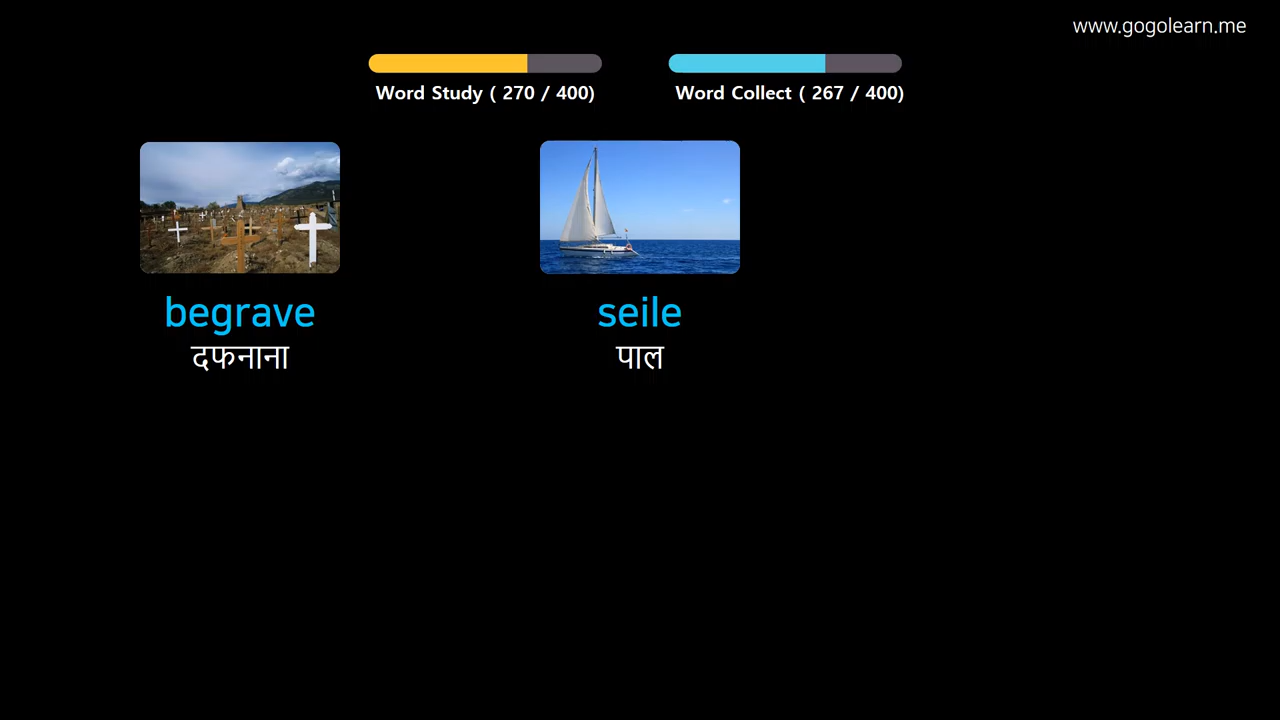 www.gogolearn.me
Word Study ( 270 / 400)
Word Collect ( 267 / 400)
begrave
दफनाना
seile
पाल